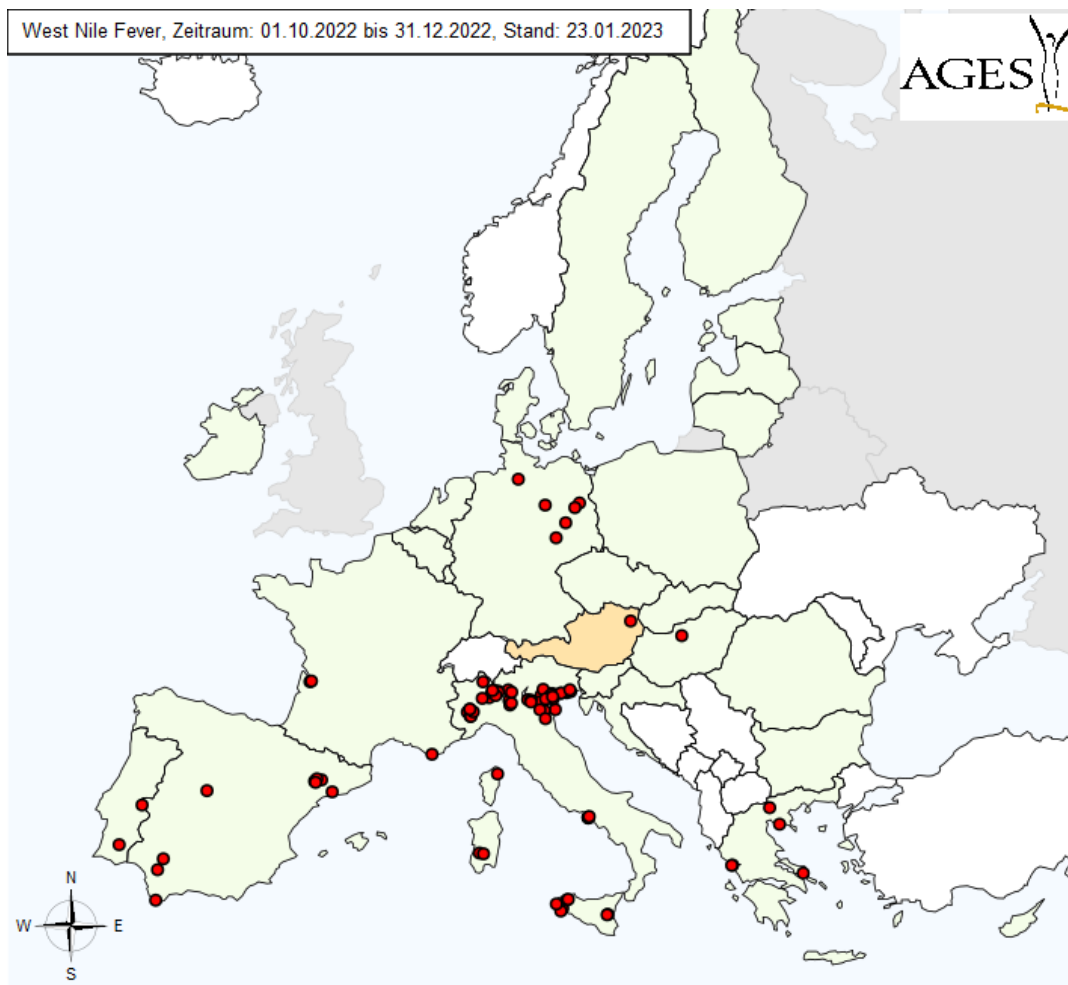 West Nile Fever, Zeitraum: 01.10.2022 bis 31.12.2022, Stand: 23.01.2023
AGES
N
W E
S